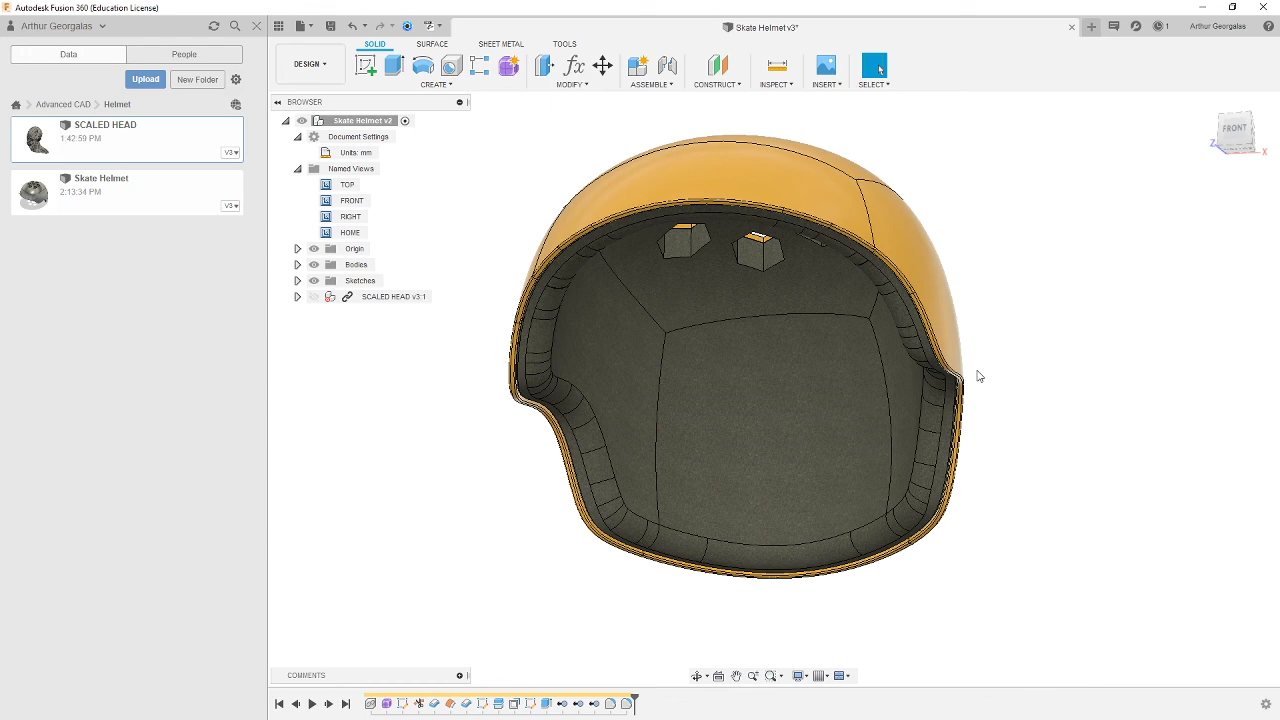 Autodesk Fusion 360 (Education License)
Arthur Georgalas
Skate Helmet v3*
1
Arthur Georgalas
Data
People
Upload
New Folder
Advanced CAD
Helmet
SCALED HEAD
1:42:59 PM
V3
Skate Helmet
2:13:34 PM
V3
SOLID
SURFACE
SHEET METAL
TOOLS
DESIGN
CREATE
MODIFY
ASSEMBLE
CONSTRUCT
INSPECT
INSERT
SELECT
BROWSER
Skate Helmet v2
Document Settings
Units: mm
Named Views
TOP
FRONT
RIGHT
HOME
Origin
Bodies
Sketches
SCALED HEAD v3:1
FRONT
Z
X
COMMENTS